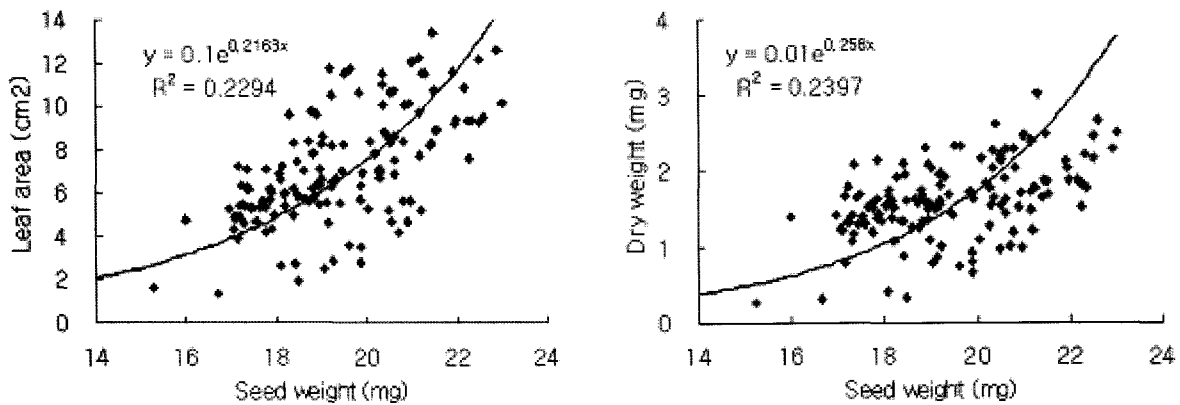 14
12
10
8
6
4
2
0
Leaf area (cm2)
y = 0.1e^0.2163x
R² = 0.2294
14 16 18 20 22 24
Seed weight (mg)
4
3
2
1
0
Dry weight (mg)
y = 0.01e^0.258x
R² = 0.2397
14 16 18 20 22 24
Seed weight (mg)